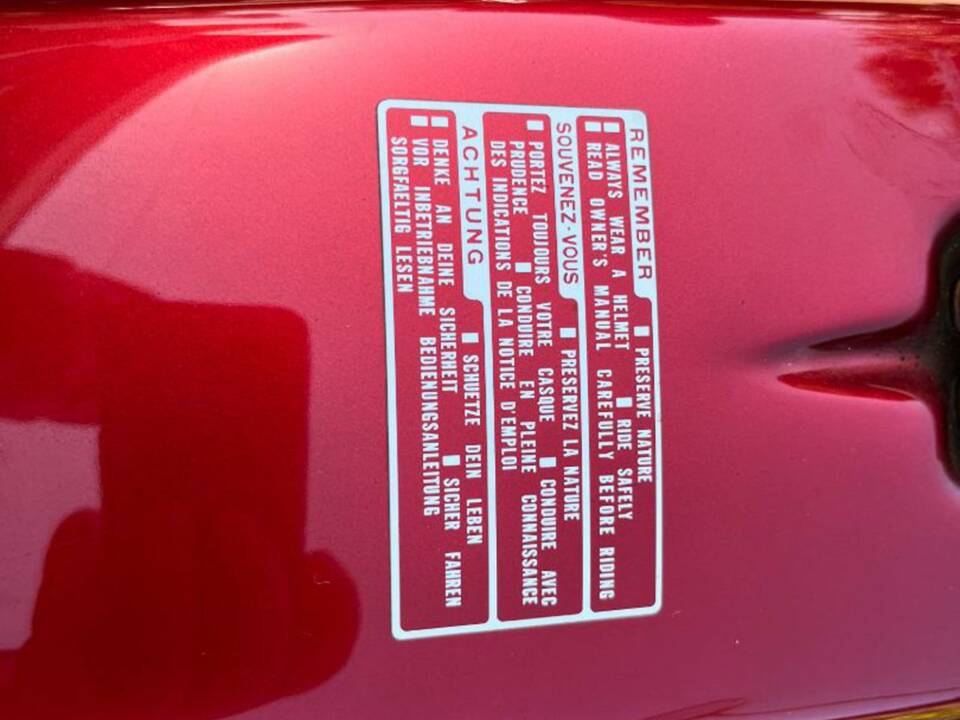 REMEMBER ■ PRESERVE NATURE
■ ALWAYS WEAR A HELMET ■ RIDE SAFELY
■ READ OWNER'S MANUAL CAREFULLY BEFORE RIDING
SOUVENEZ-VOUS ■ PRESERVEZ LA NATURE
■ PORTEZ TOUJOURS VOTRE CASQUE ■ CONDUIRE AVEC
PRUDENCE ■ CONDUIRE EN PLEINE CONNAISSANCE
DES INDICATIONS DE LA NOTICE D'EMPLOI
ACHTUNG ■ SCHUETZE DEIN LEBEN
■ DENKE AN DEINE SICHERHEIT ■ SICHER FAHREN
■ VOR INBETRIEBNAHME BEDIENUNGSANLEITUNG
SORGFAELTIG LESEN